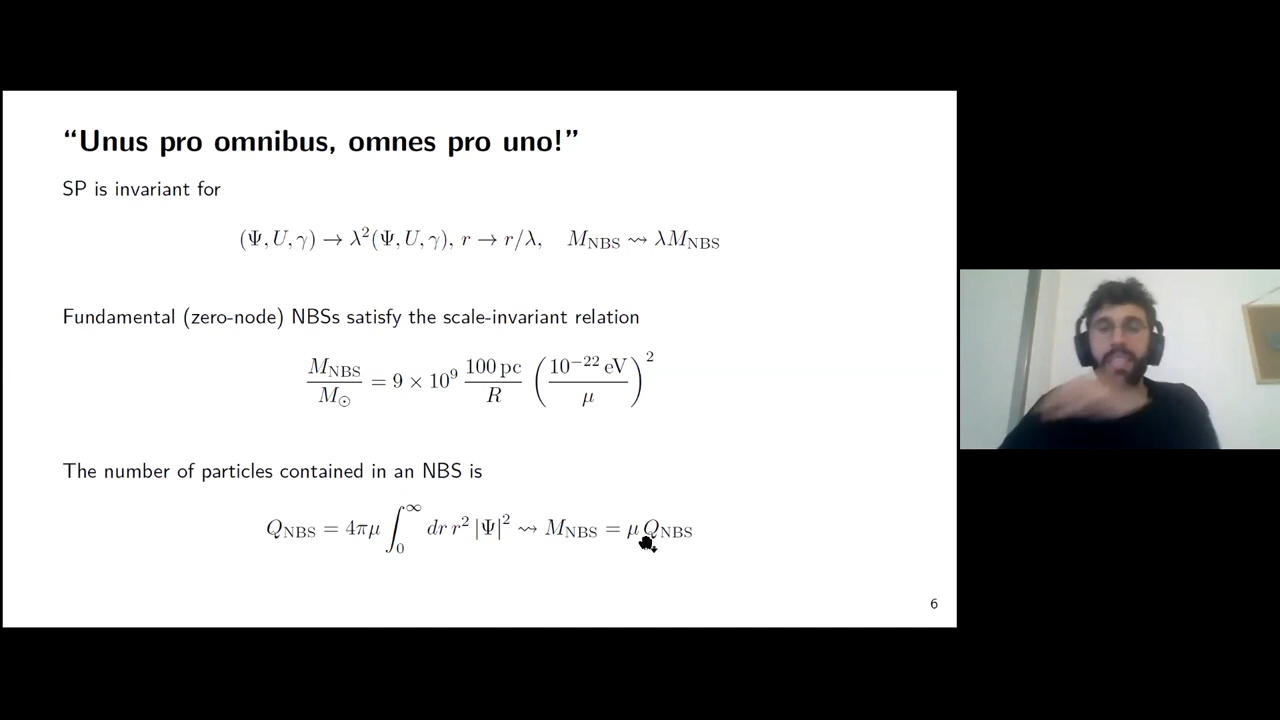 “Unus pro omnibus, omnes pro uno!”
SP is invariant for
(Ψ, U, γ) → λ²(Ψ, U, γ), r → r/λ, M_NBS ⇝ λM_NBS
Fundamental (zero-node) NBSs satisfy the scale-invariant relation
M_NBS / M_⊙ = 9 × 10⁹ 100 pc / R (10⁻²² eV / μ)²
The number of particles contained in an NBS is
Q_NBS = 4πμ ∫₀^∞ dr r² |Ψ|² ⇝ M_NBS = μ Q_NBS
6